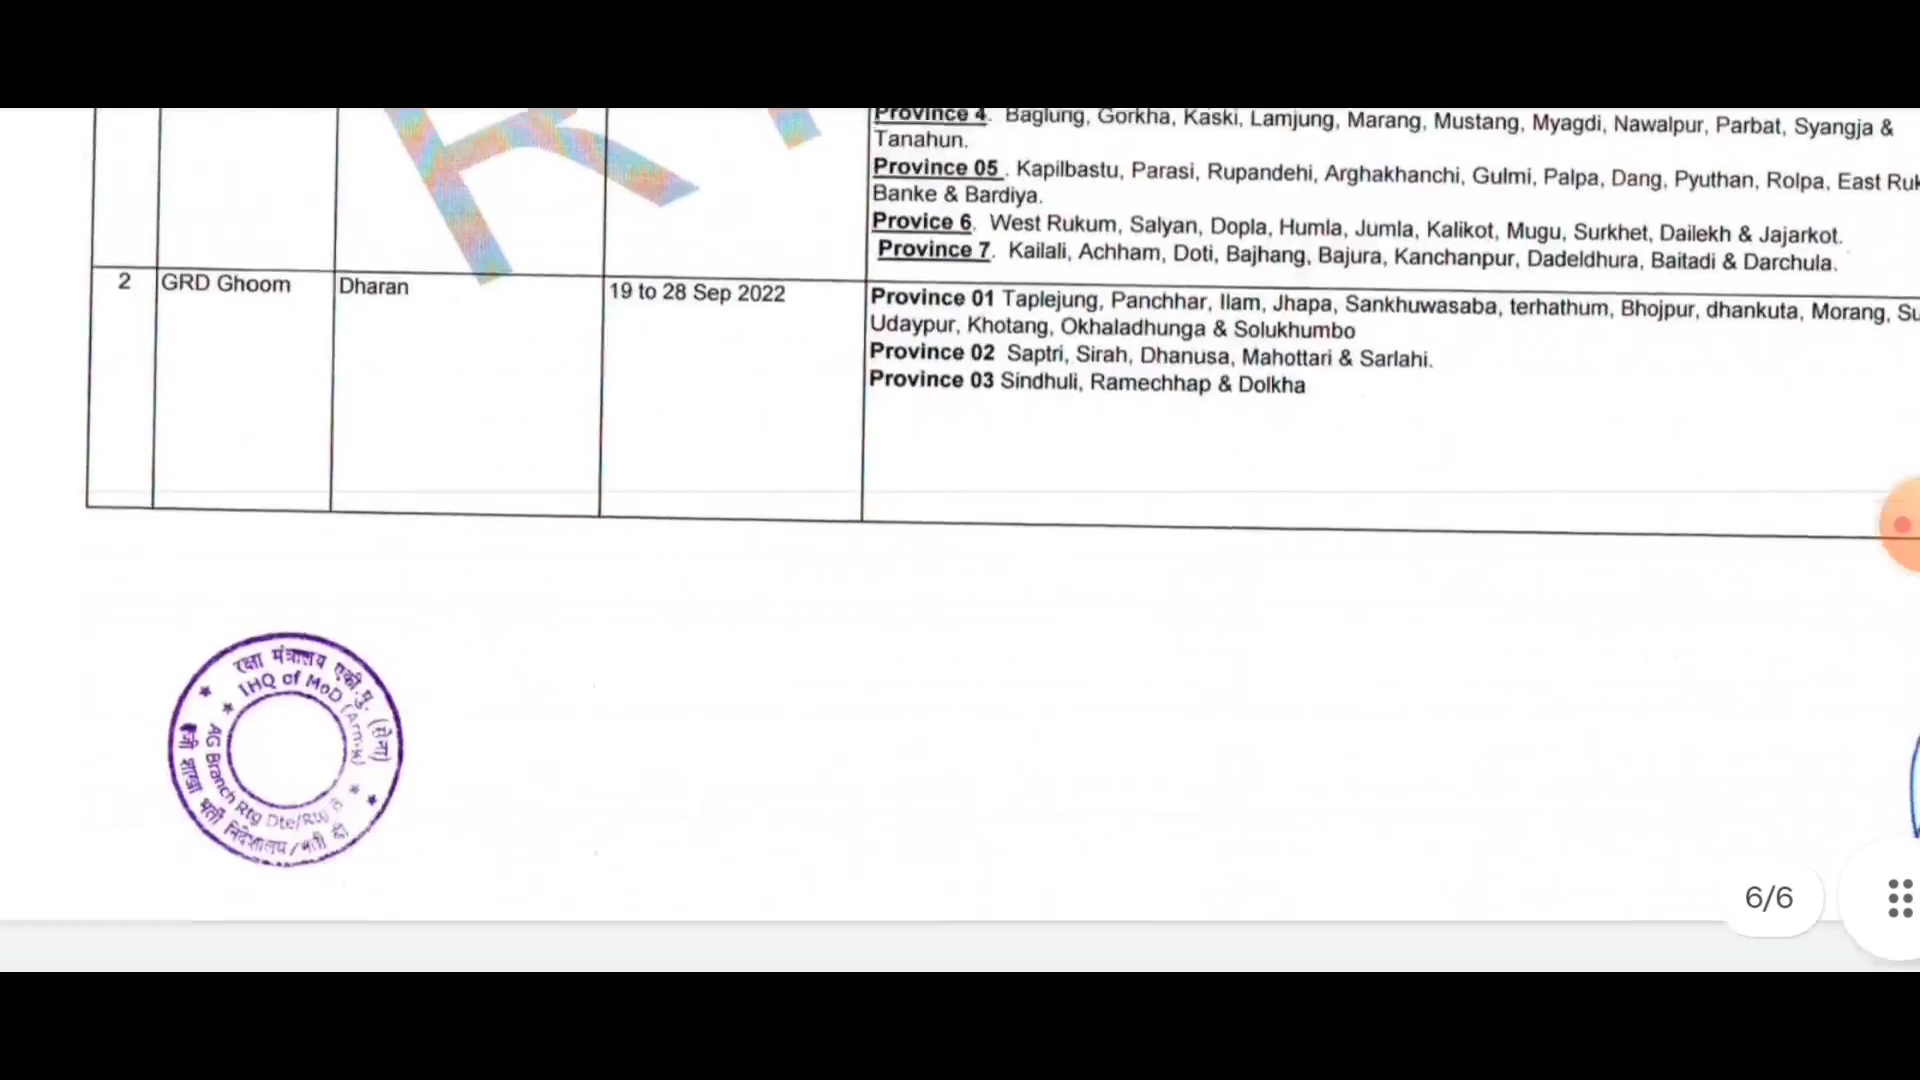 Province 4. Baglung, Gorkha, Kaski, Lamjung, Marang, Mustang, Myagdi, Nawalpur, Parbat, Syangja &
Tanahun.
Province 05 . Kapilbastu, Parasi, Rupandehi, Arghakhanchi, Gulmi, Palpa, Dang, Pyuthan, Rolpa, East
Banke & Bardiya.
Provice 6. West Rukum, Salyan, Dopla, Humla, Jumla, Kalikot, Mugu, Surkhet, Dailekh & Jajarkot.
Province 7. Kailali, Achham, Doti, Bajhang, Bajura, Kanchanpur, Dadeldhura, Baitadi & Darchula.
2 GRD Ghoom Dharan 19 to 28 Sep 2022 Province 01 Taplejung, Panchhar, Ilam, Jhapa, Sankhuwasaba, terhathum, Bhojpur, dhankuta, Morang,
Udaypur, Khotang, Okhaladhunga & Solukhumbo
Province 02 Saptri, Sirah, Dhanusa, Mahottari & Sarlahi.
Province 03 Sindhuli, Ramechhap & Dolkha
रक्षा मंत्रालय एकी. मु. (सेना)
IHQ of MoD (Army)
AG Branch Rtg Dte/Rtg
शाखा भर्ती निदेशालय/भर्ती
6/6